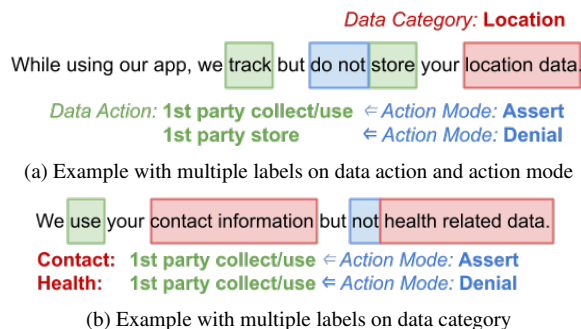 Data Category: Location
While using our app, we track but do not store your location data.
Data Action: 1st party collect/use ⇐ Action Mode: Assert
1st party store ⇐ Action Mode: Denial
(a) Example with multiple labels on data action and action mode
We use your contact information but not health related data.
Contact: 1st party collect/use ⇐ Action Mode: Assert
Health: 1st party collect/use ⇐ Action Mode: Denial
(b) Example with multiple labels on data category